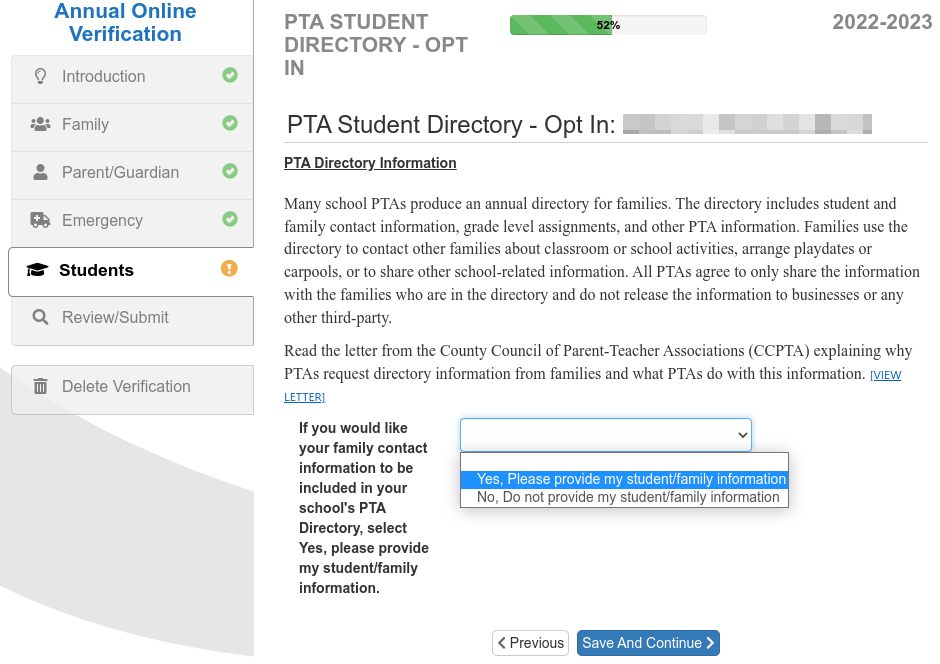 Annual Online
Verification
Introduction
Family
Parent/Guardian
Emergency
Students
Review/Submit
Delete Verification
PTA STUDENT
DIRECTORY - OPT
IN
52%
2022-2023
PTA Student Directory - Opt In:
PTA Directory Information
Many school PTAs produce an annual directory for families. The directory includes student and
family contact information, grade level assignments, and other PTA information. Families use the
directory to contact other families about classroom or school activities, arrange playdates or
carpools, or to share other school-related information. All PTAs agree to only share the information
with the families who are in the directory and do not release the information to businesses or any
other third-party.
Read the letter from the County Council of Parent-Teacher Associations (CCPTA) explaining why
PTAs request directory information from families and what PTAs do with this information. [VIEW
LETTER]
If you would like
your family contact
information to be
included in your
school's PTA
Directory, select
Yes, please provide
my student/family
information.
Yes, Please provide my student/family information
No, Do not provide my student/family information
Previous
Save And Continue